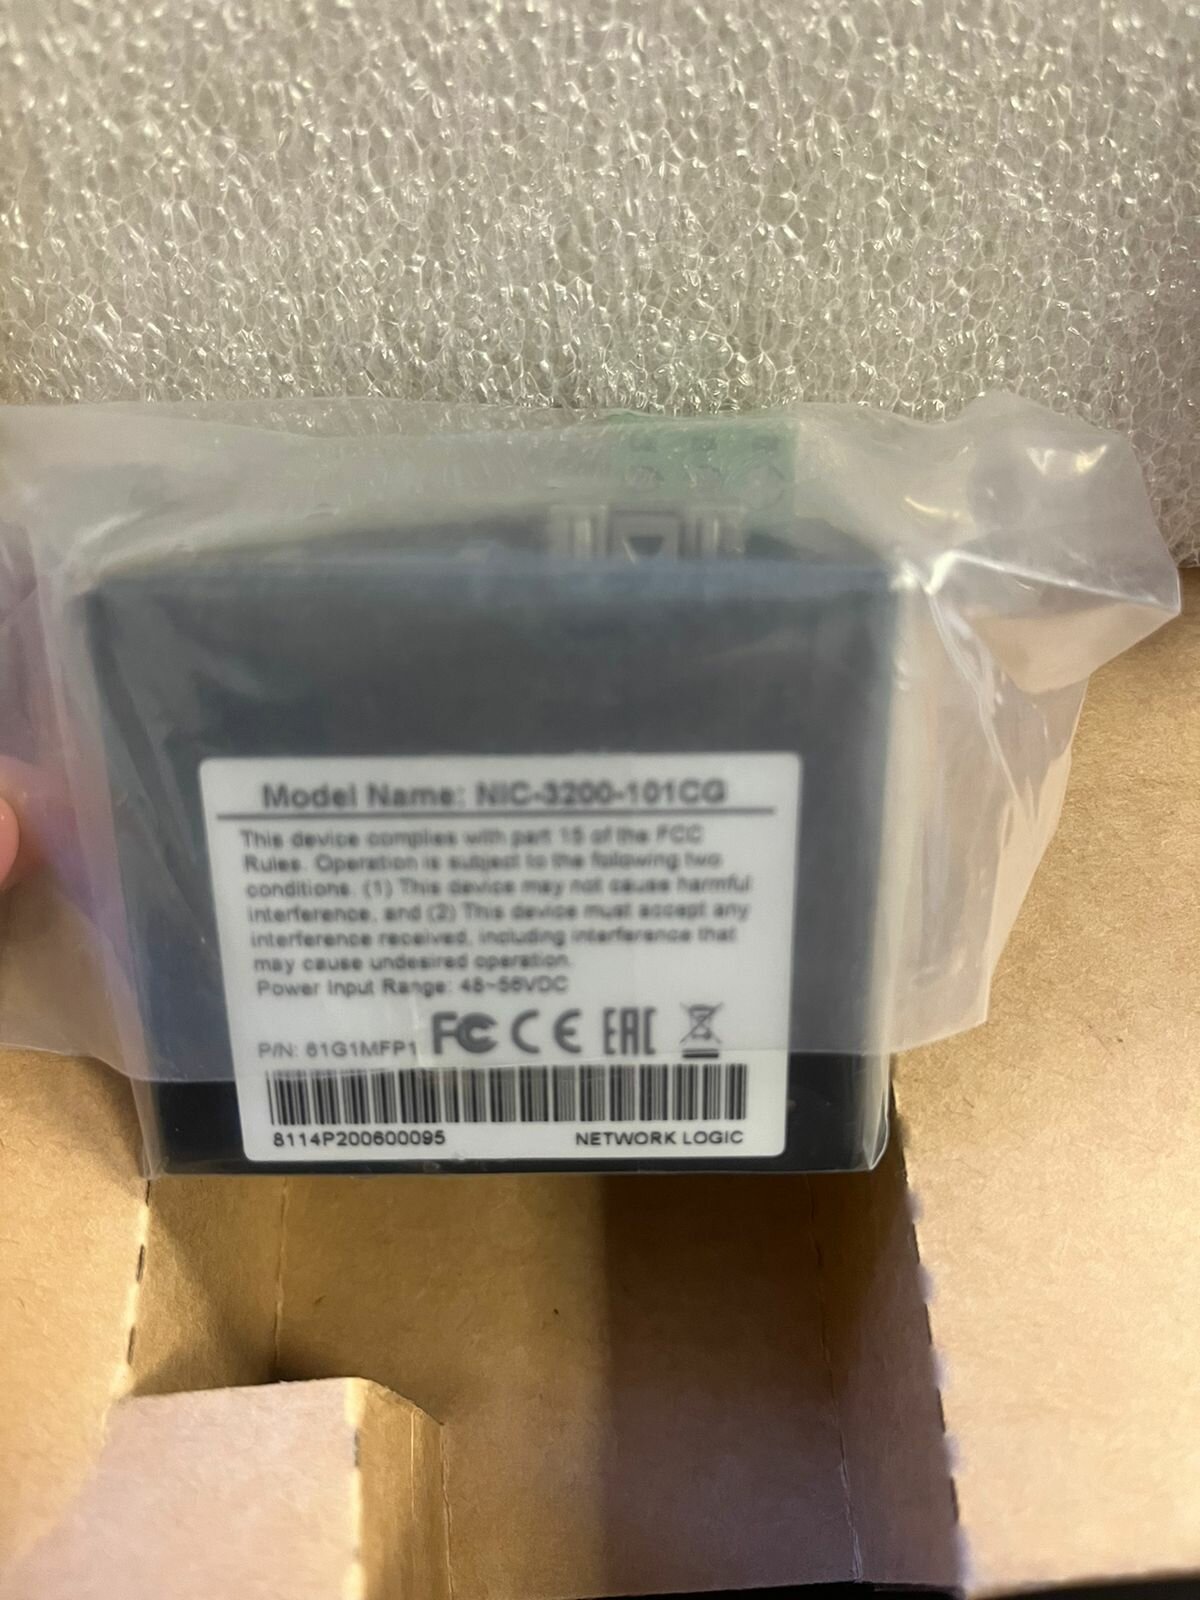 Model Name: NIC-3200-101CG
This device complies with part 15 of the FCC
Rules. Operation is subject to the following two
conditions. (1) This device may not cause harmful
interference, and (2) This device must accept any
interference received, including interference that
may cause undesired operation.
Power Input Range: 48~56VDC
P/N: 81G1MFP1 FC CE EAC
8114P200600095 NETWORK LOGIC